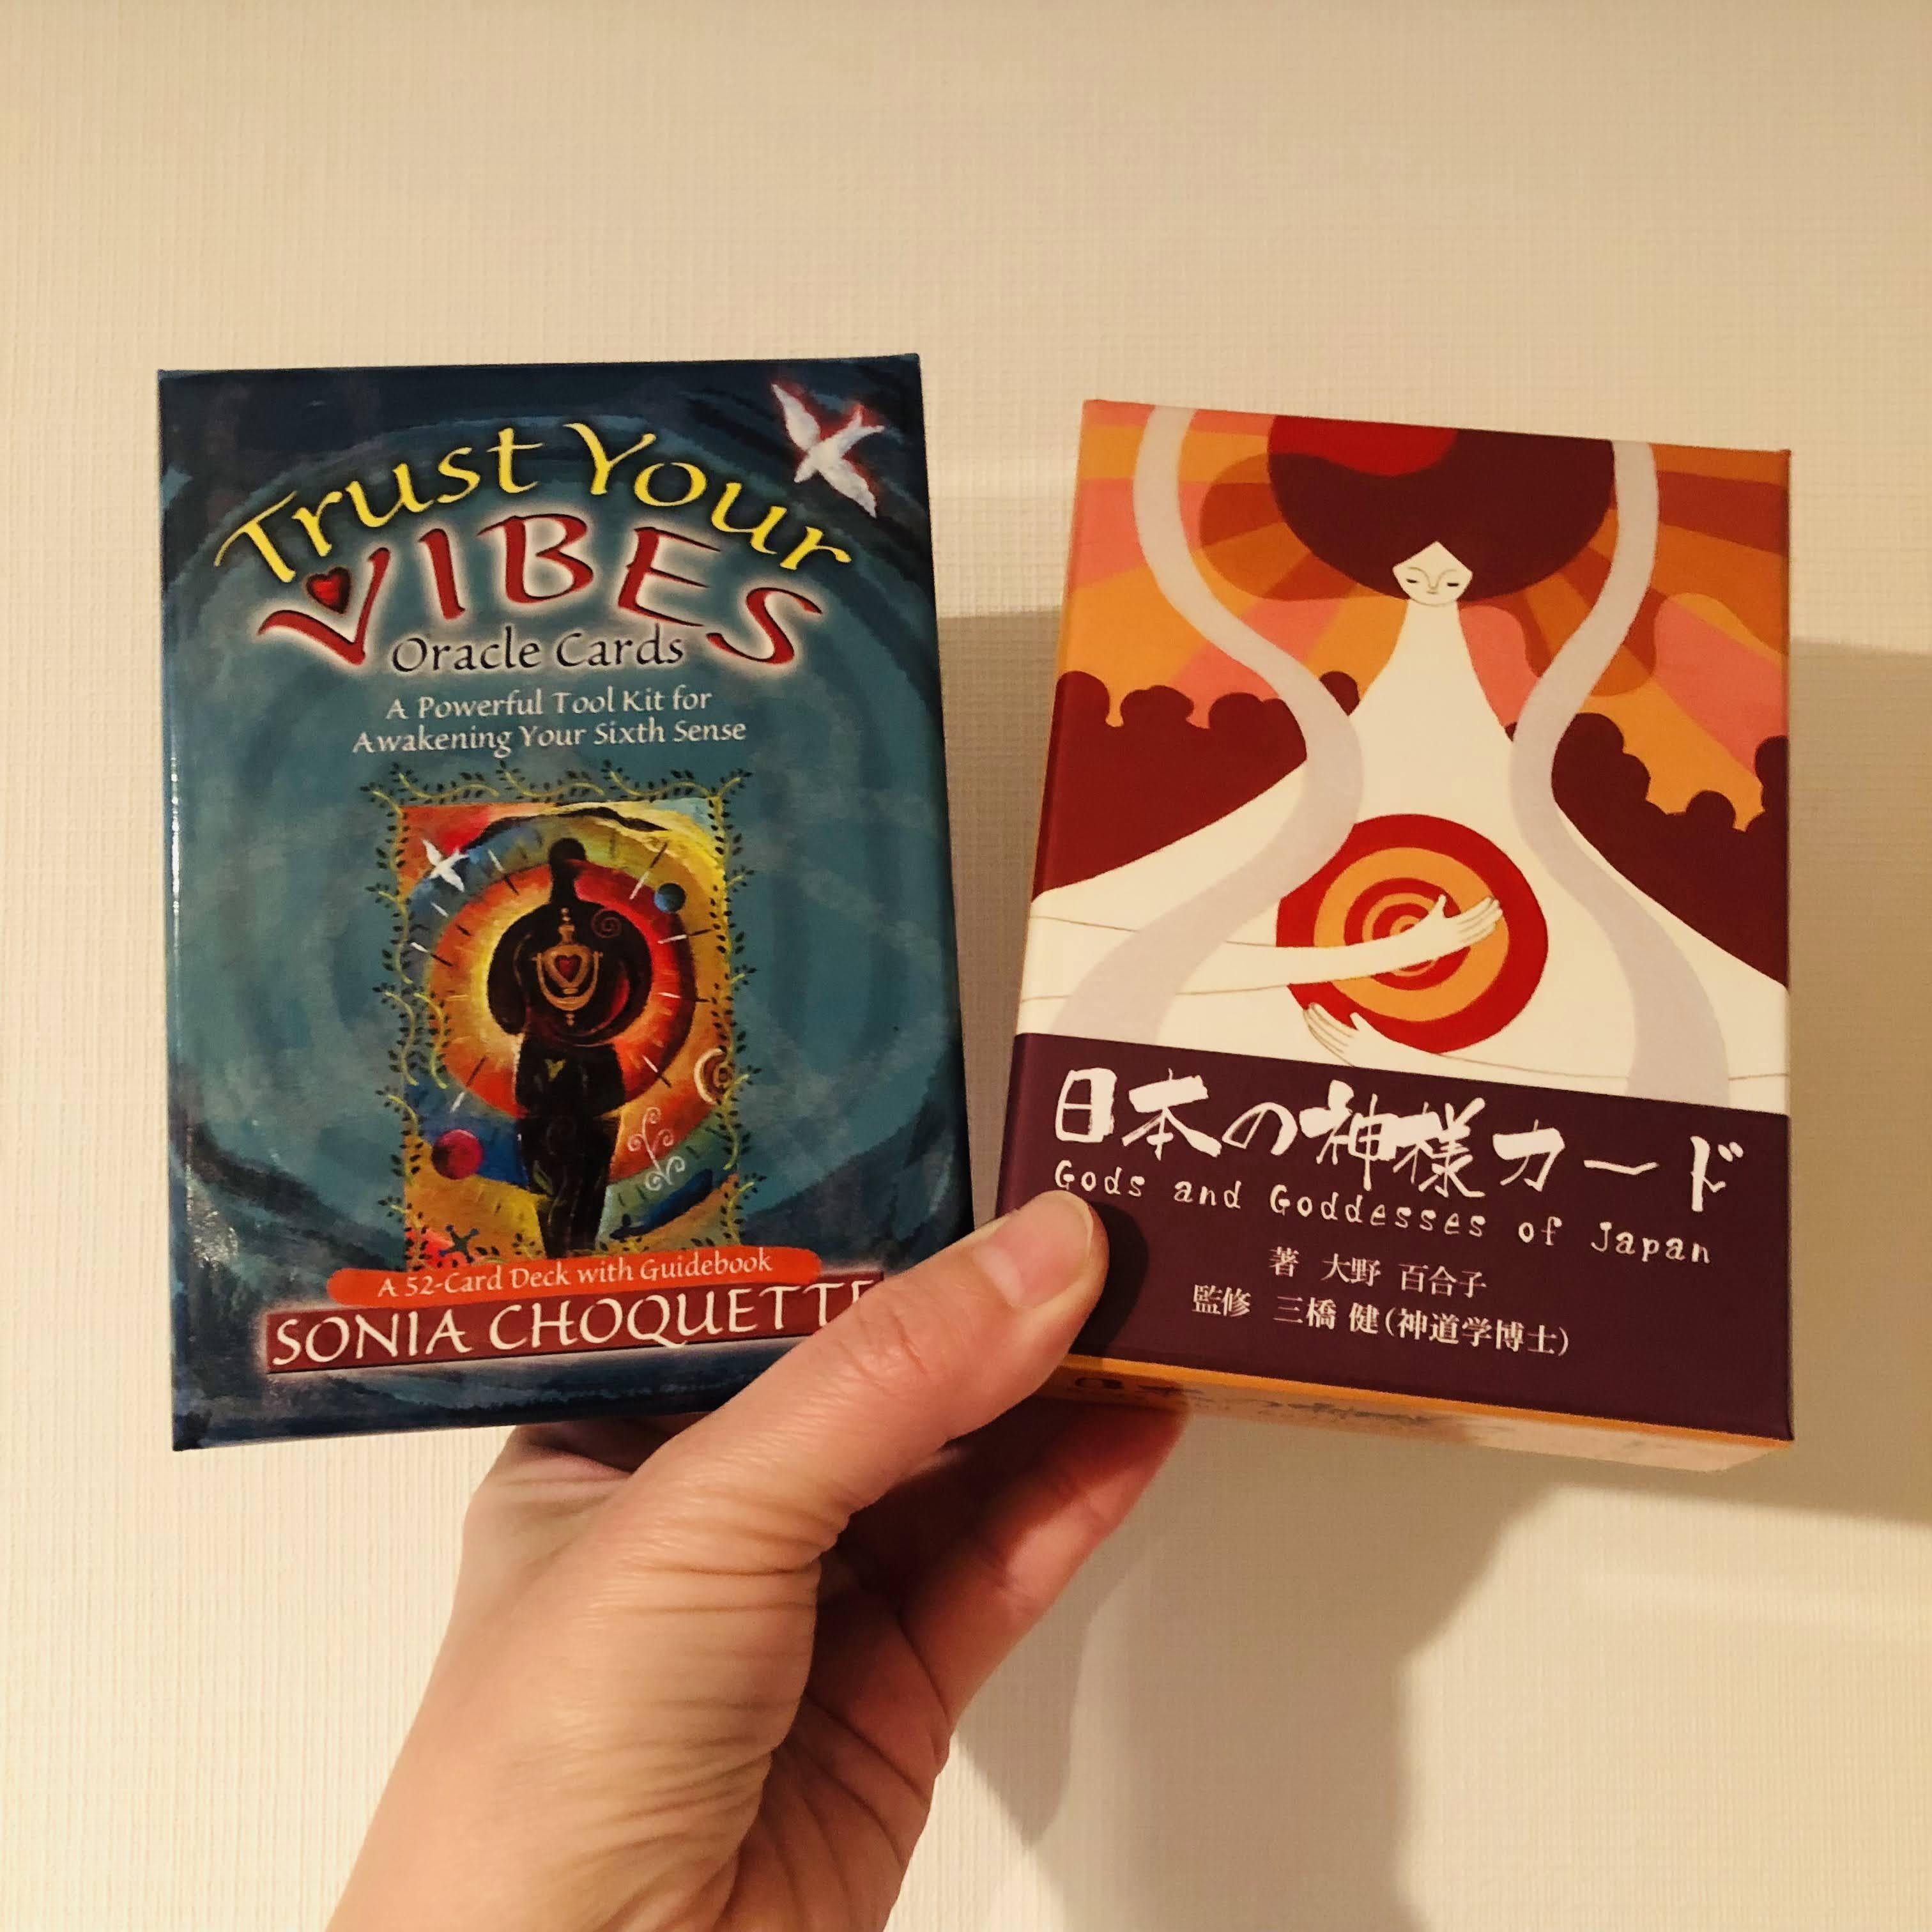 Trust Your
VIBES
Oracle Cards
A Powerful Tool Kit for
Awakening Your Sixth Sense
A 52-Card Deck with Guidebook
SONIA CHOQUETTE
日本の神様カード
Gods and Goddesses of Japan
著 大野 百合子
監修 三橋 健(神道学博士)